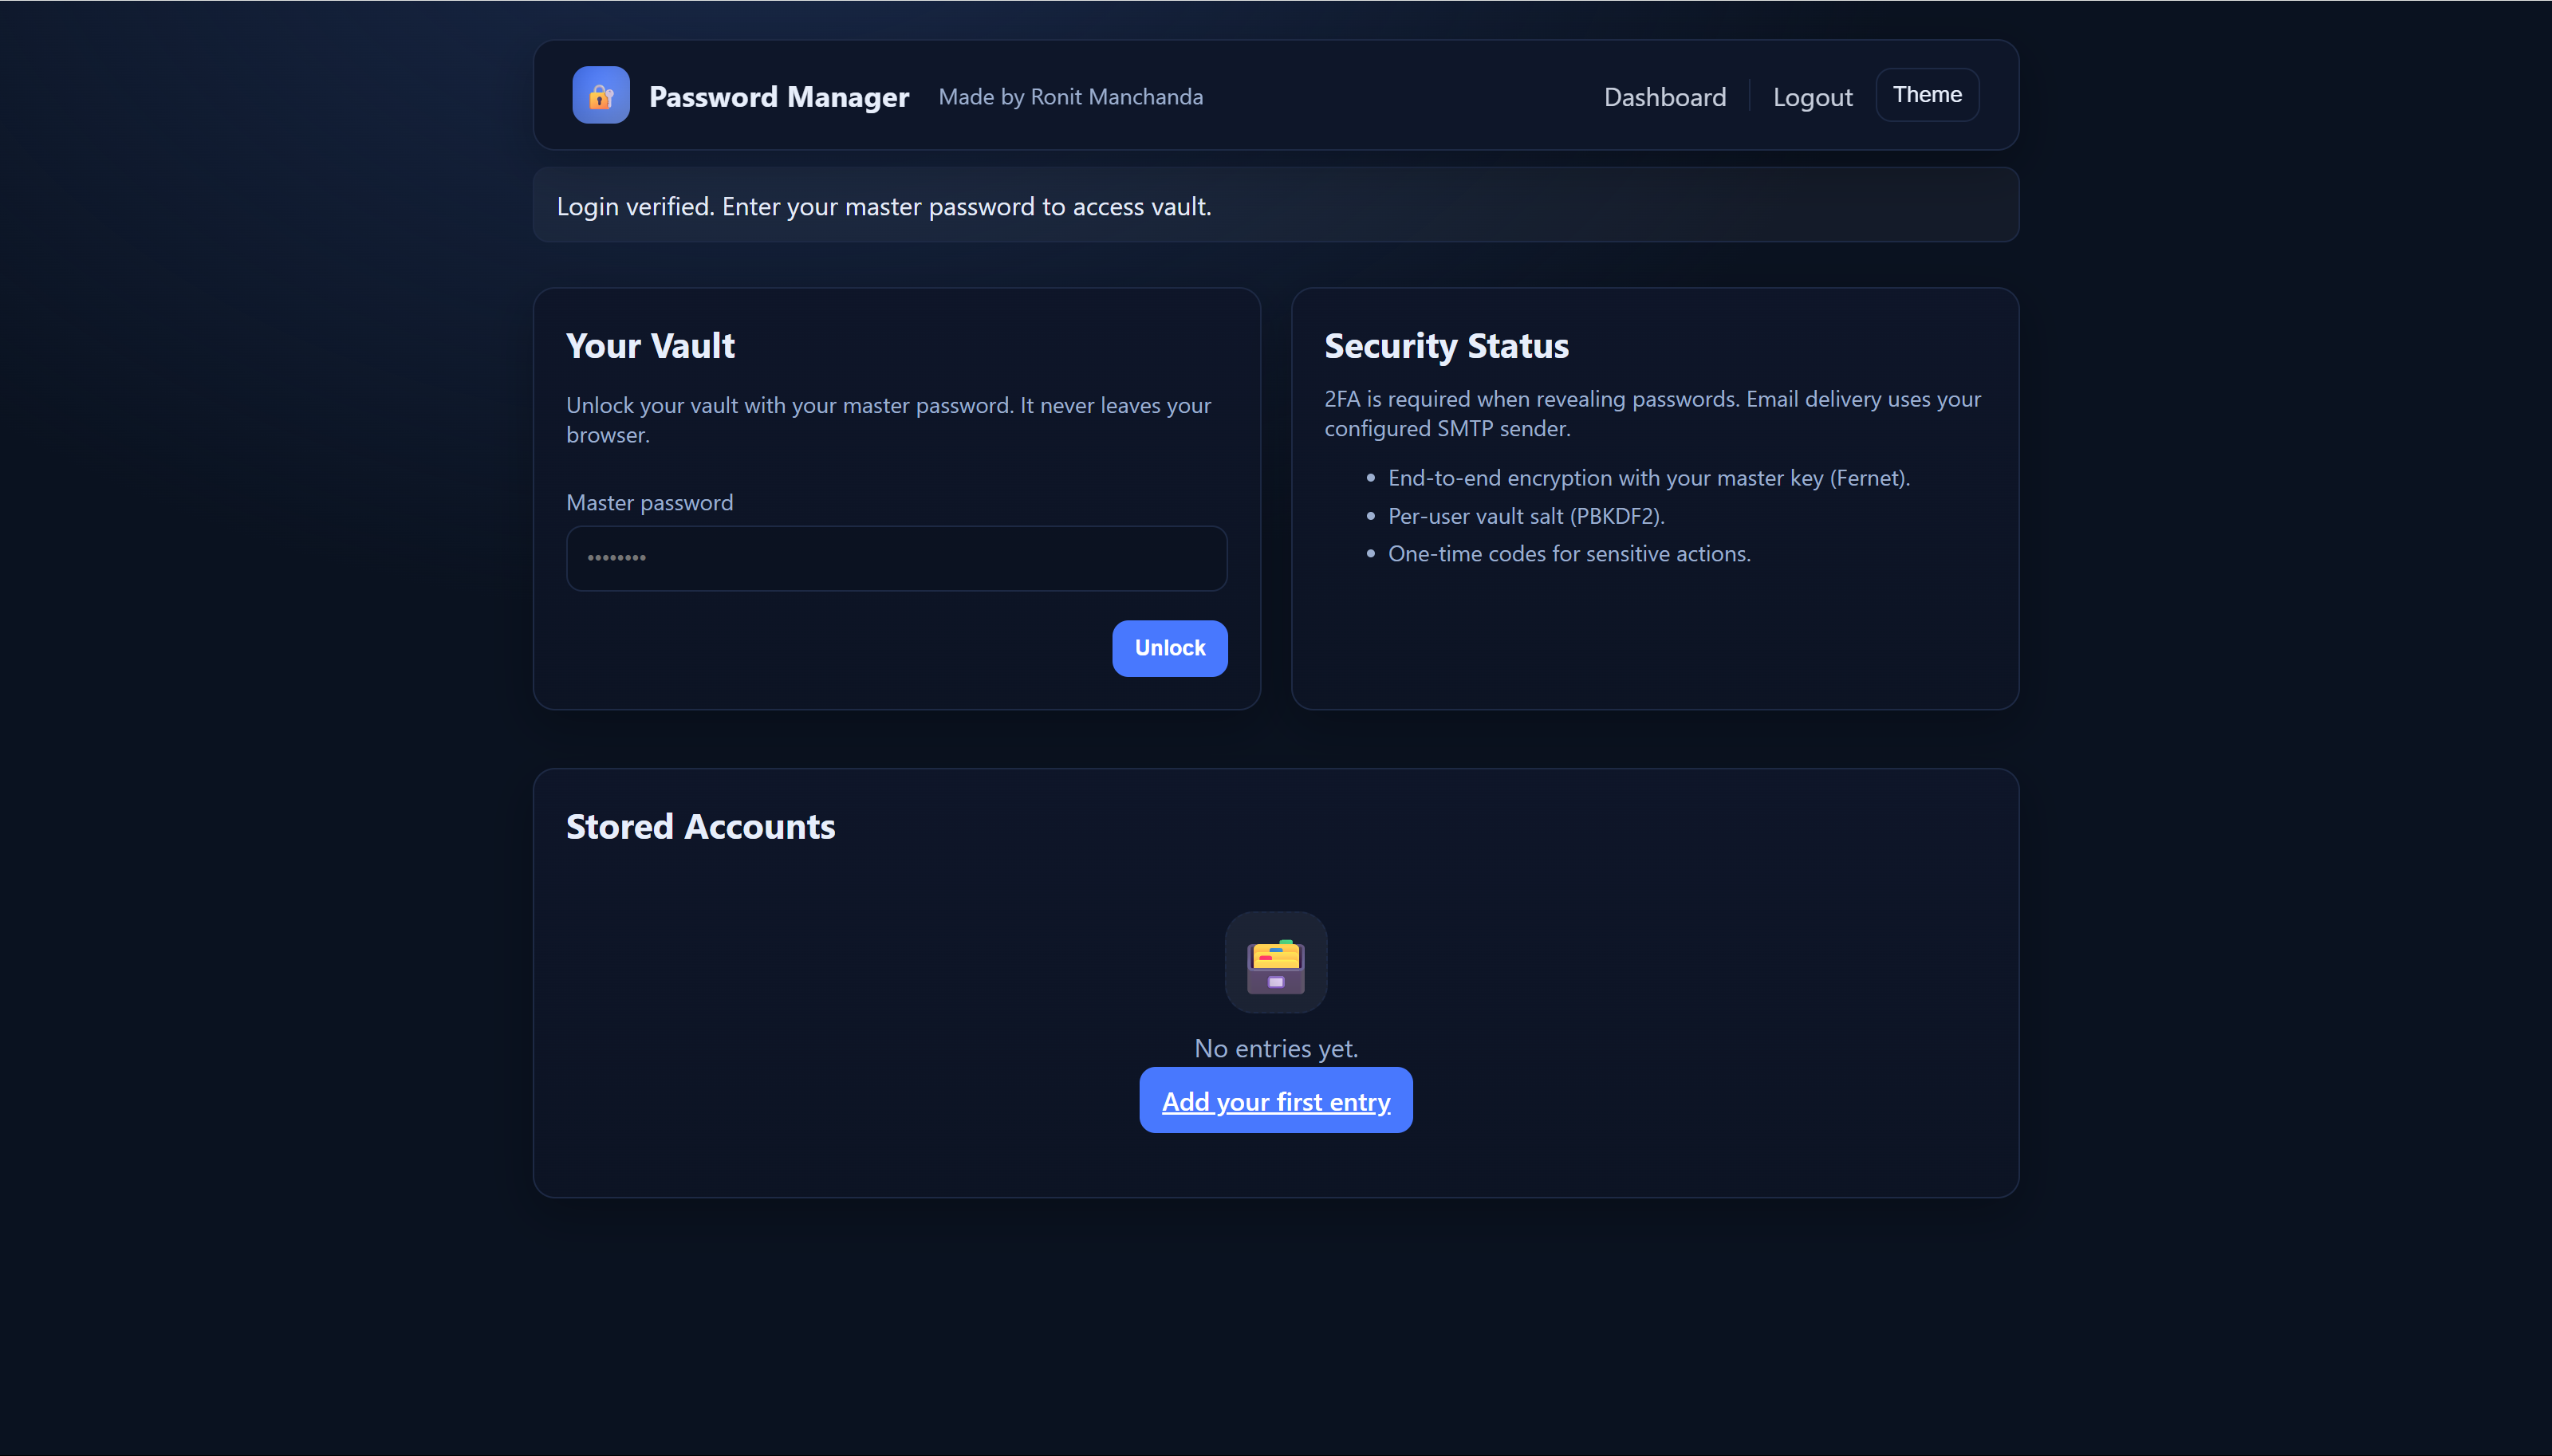 Password Manager
Made by Ronit Manchanda
Dashboard
Logout
Theme
Login verified. Enter your master password to access vault.
Your Vault
Unlock your vault with your master password. It never leaves your
browser.
Master password
••••••••
Unlock
Security Status
2FA is required when revealing passwords. Email delivery uses your
configured SMTP sender.
• End-to-end encryption with your master key (Fernet).
• Per-user vault salt (PBKDF2).
• One-time codes for sensitive actions.
Stored Accounts
No entries yet.
Add your first entry